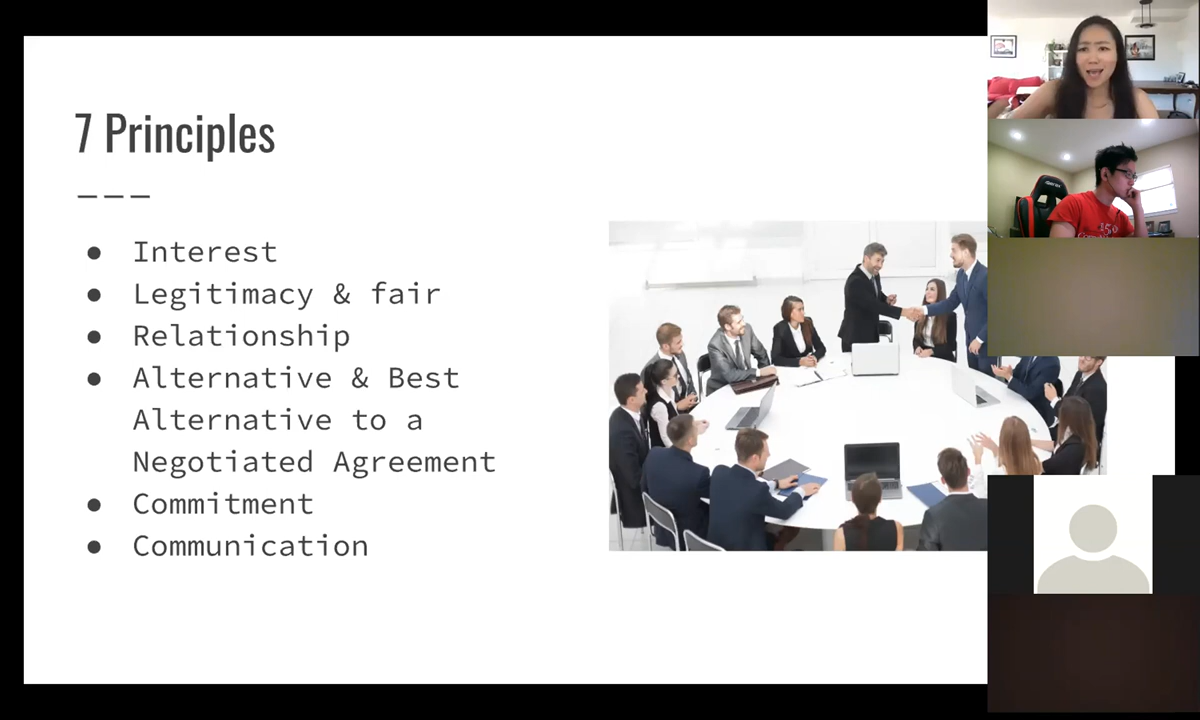 7 Principles
———
● Interest
● Legitimacy & fair
● Relationship
● Alternative & Best
Alternative to a
Negotiated Agreement
● Commitment
● Communication